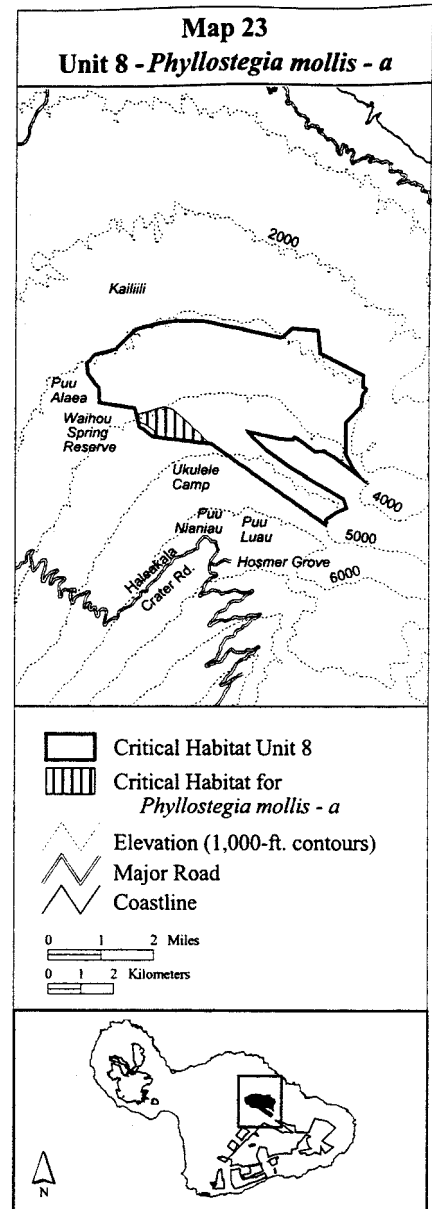 Map 23
Unit 8 - Phyllostegia mollis - a
2000
Kailiili
Puu
Alaea
Waihou
Spring
Reserve
Ukulele
Camp
4000
Puu
Nianiau
Puu
Luau
5000
Hosmer Grove
6000
Haleakala
Crater Rd.
Critical Habitat Unit 8
Critical Habitat for
Phyllostegia mollis - a
Elevation (1,000-ft. contours)
Major Road
Coastline
0 1 2 Miles
0 1 2 Kilometers
N